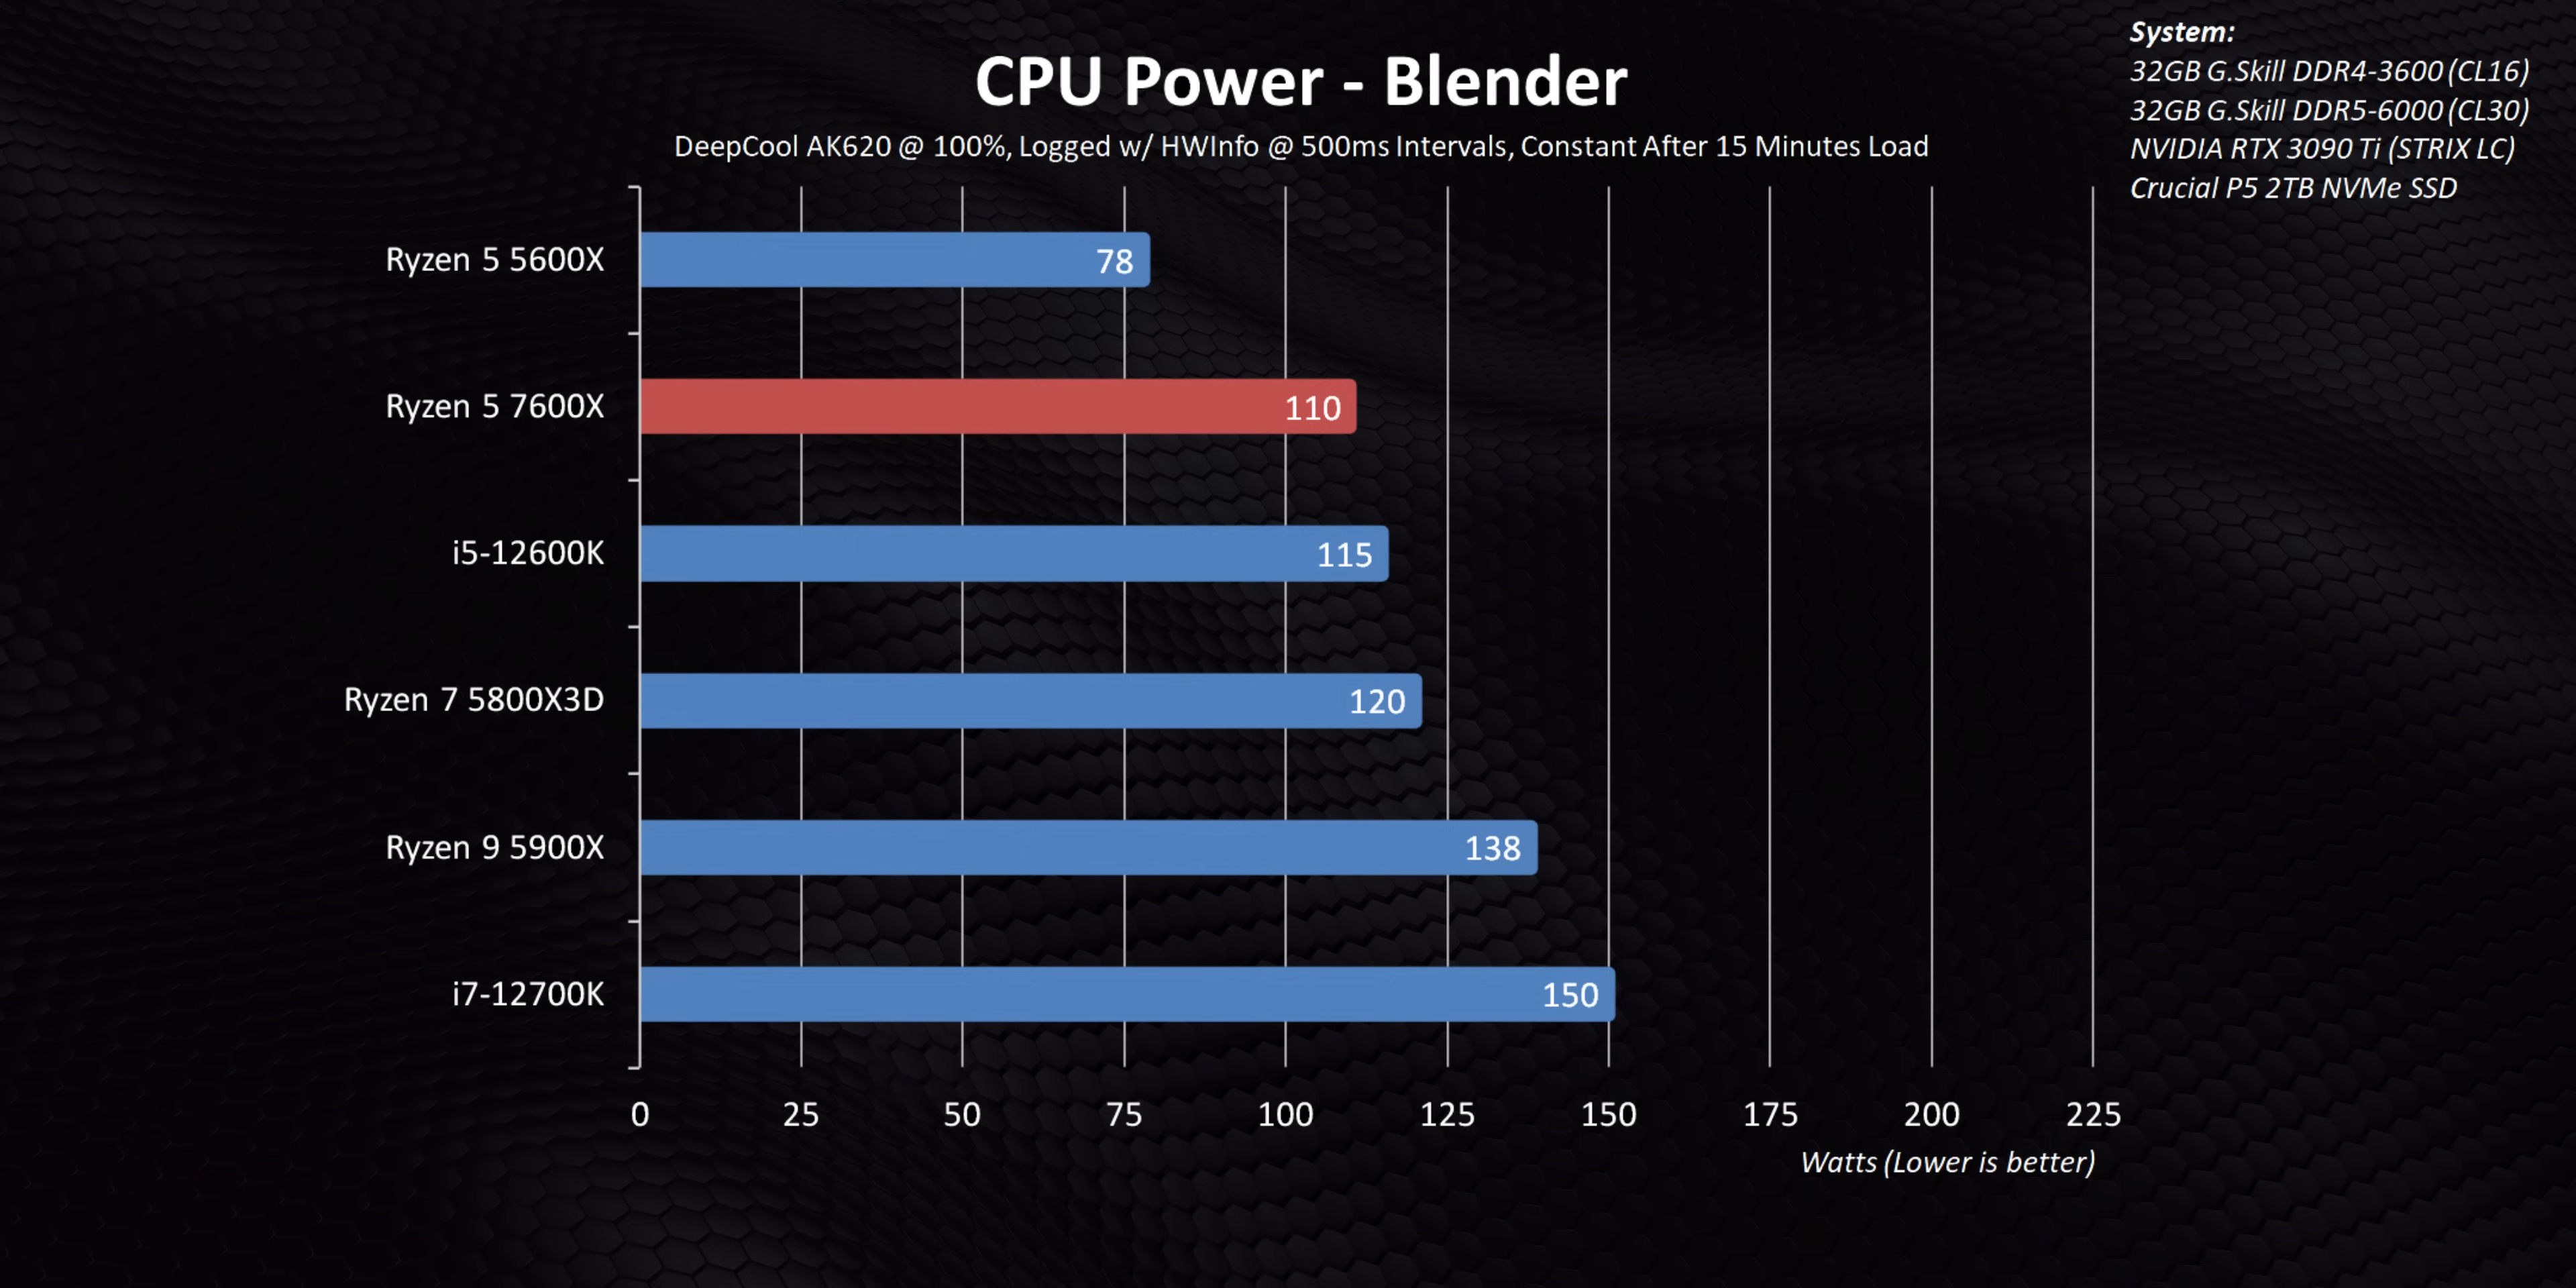 System:
32GB G.Skill DDR4-3600 (CL16)
32GB G.Skill DDR5-6000 (CL30)
NVIDIA RTX 3090 Ti (STRIX LC)
Crucial P5 2TB NVMe SSD
CPU Power - Blender
DeepCool AK620 @ 100%, Logged w/ HWInfo @ 500ms Intervals, Constant After 15 Minutes Load
Ryzen 5 5600X 78
Ryzen 5 7600X 110
i5-12600K 115
Ryzen 7 5800X3D 120
Ryzen 9 5900X 138
i7-12700K 150
0 25 50 75 100 125 150 175 200 225
Watts (Lower is better)